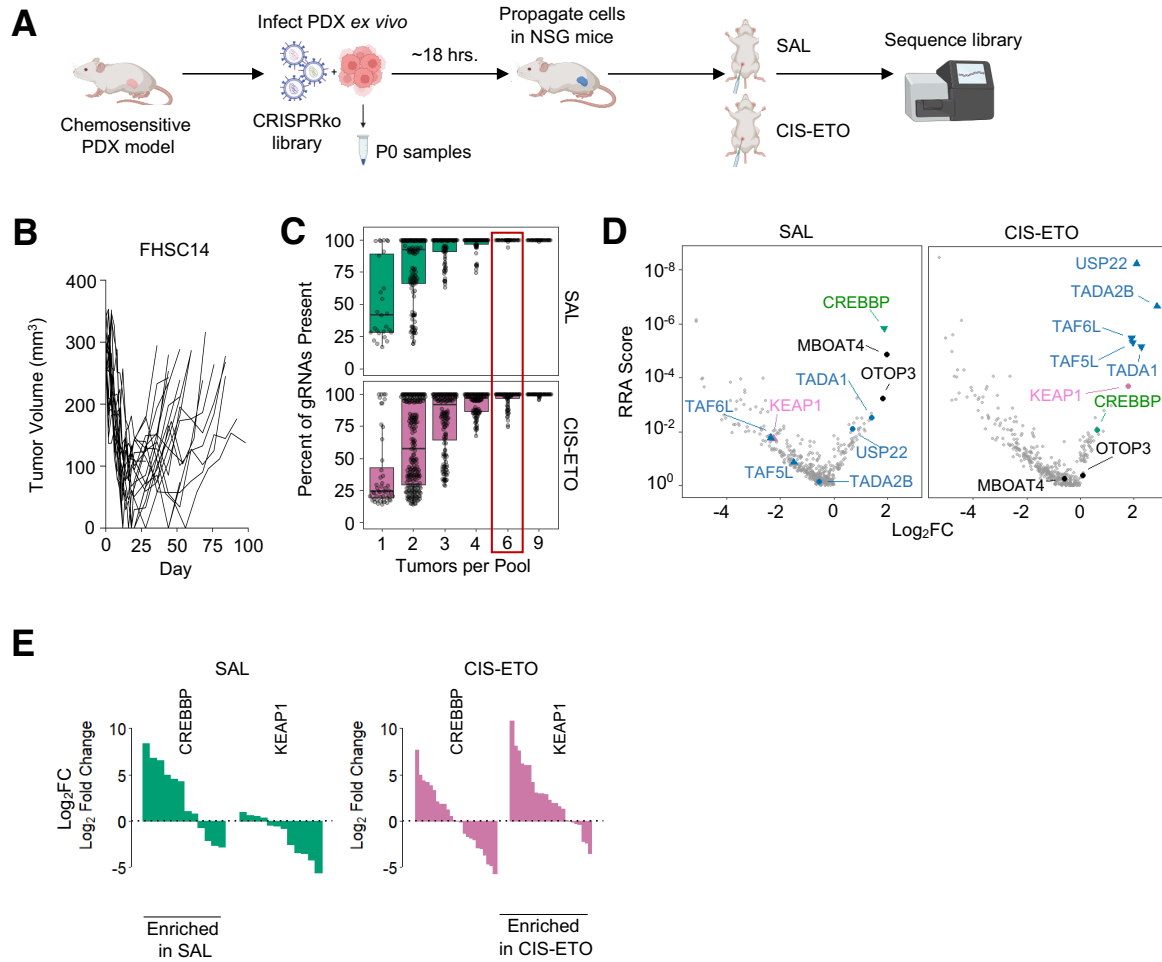 A
Chemosensitive
PDX model
Infect PDX ex vivo
+
CRISPRko
library
P0 samples
~18 hrs.
Propagate cells
in NSG mice
SAL
CIS-ETO
Sequence library
B
FHSC14
Tumor Volume (mm³)
400
300
200
100
0
0 25 50 75 100
Day
C
Percent of gRNAs Present
100
75
50
25
0
SAL
100
75
50
25
0
CIS-ETO
1 2 3 4 6 9
Tumors per Pool
D
SAL
CIS-ETO
RRA Score
10⁻⁸
10⁻⁶
10⁻⁴
10⁻²
10⁰
CREBBP
MBOAT4
OTOP3
TADA1
TAF6L
KEAP1
USP22
TAF5L
TADA2B
USP22
TADA2B
TAF6L
TAF5L
TADA1
KEAP1
CREBBP
OTOP3
MBOAT4
-4 -2 0 2
-4 -2 0 2
Log₂FC
E
SAL
CIS-ETO
CREBBP
KEAP1
CREBBP
KEAP1
Log₂FC
Log₂ Fold Change
10
5
0
-5
Log₂ Fold Change
10
5
0
-5
Enriched
in SAL
Enriched
in CIS-ETO